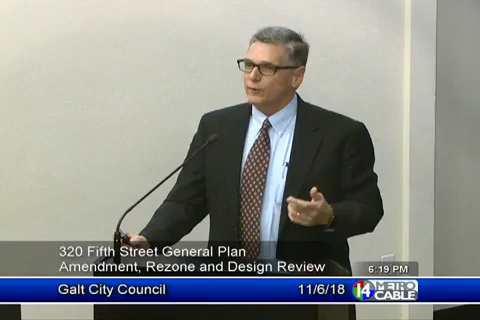 320 Fifth Street General Plan
Amendment, Rezone and Design Review
6:19 PM
Galt City Council
11/6/18
14 METRO
CABLE